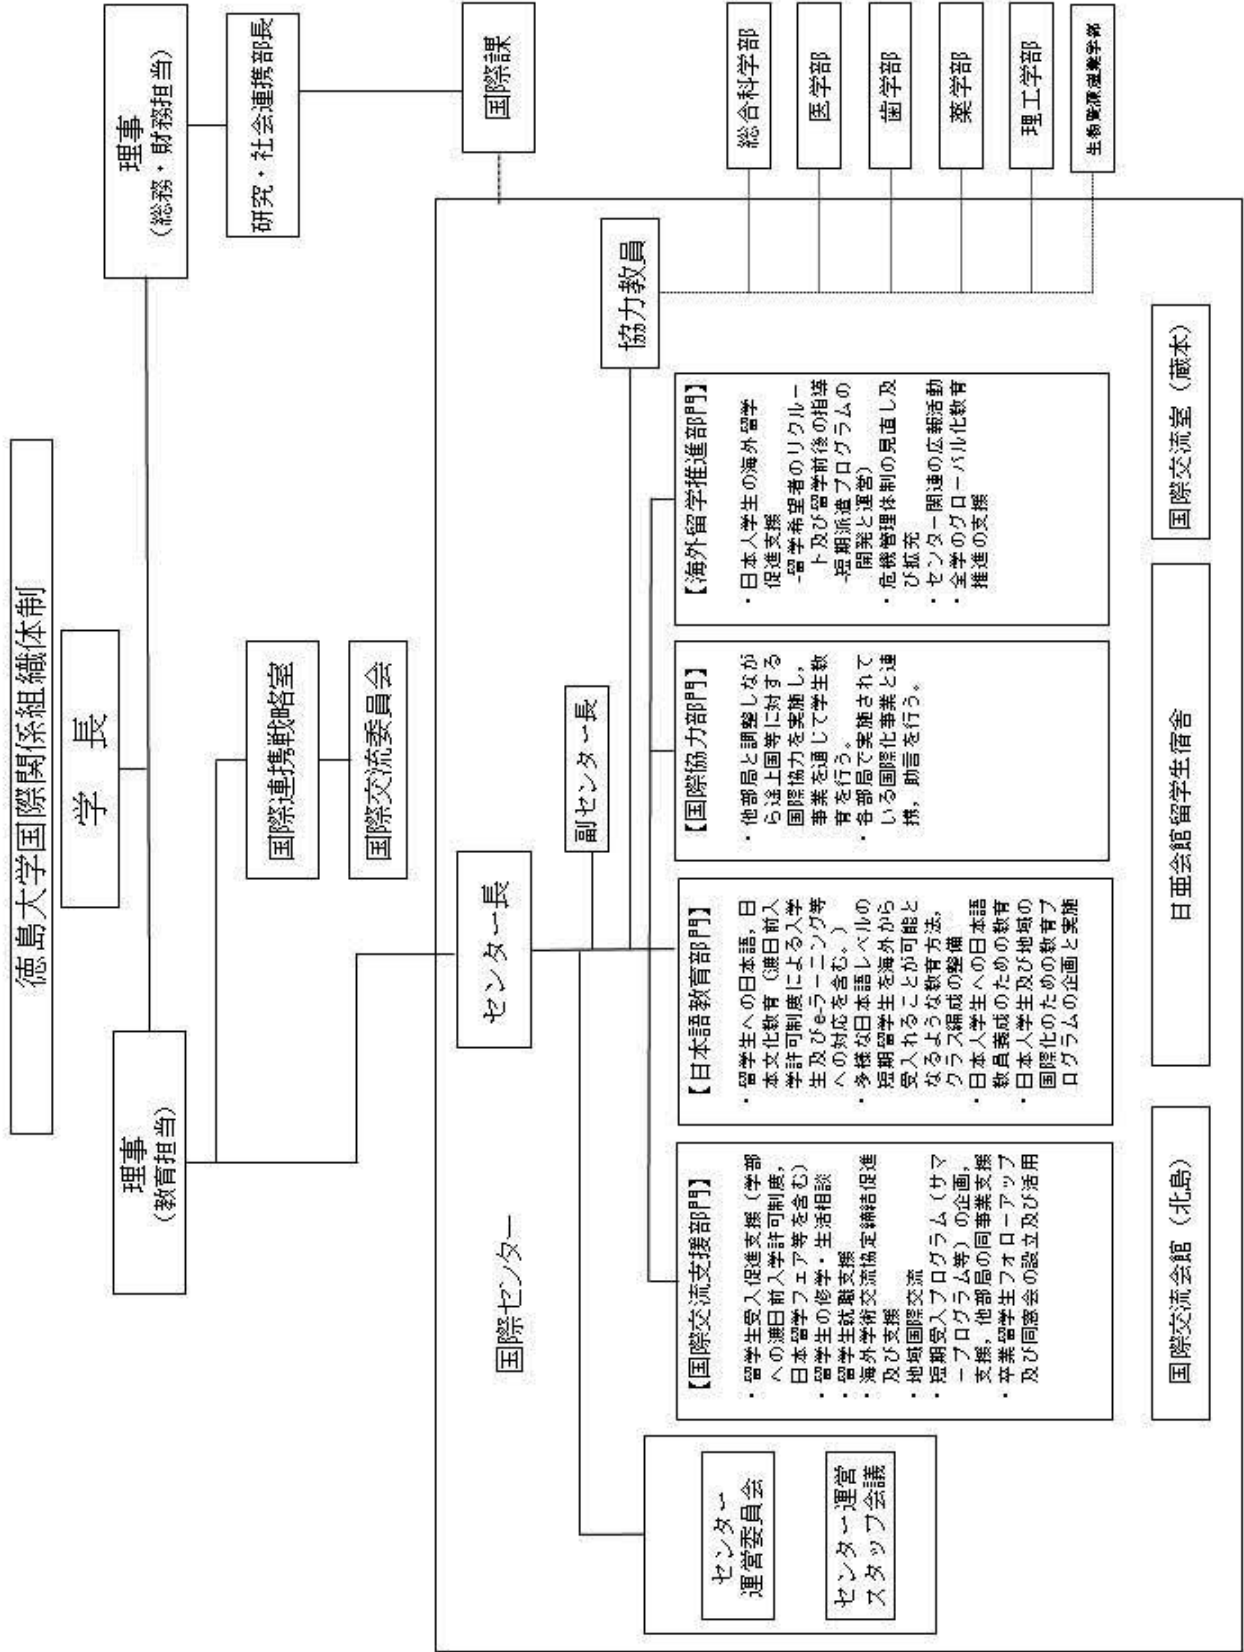 徳島大学国際関係組織体制
学長
理事
(教育担当)
理事
(総務・財務担当)
研究・社会連携部長
国際連携戦略室
国際交流委員会
国際課
センター長
国際センター
副センター長
協力教員
総合科学部
医学部
歯学部
薬学部
理工学部
生物資源産業学部
センター
運営委員会
センター運営
スタッフ会議
【国際交流支援部門】
・留学生受入促進支援（学部
への渡日前入学許可制度，
日本留学フェア等を含む）
・留学生の修学・生活相談
・留学生就職支援
・海外学術交流協定締結促進
及び支援
・地域国際交流
・短期受入プログラム（サマ
ープログラム等）の企画，
支援，他部局の同事業支援
・卒業留学生フォローアップ
及び同窓会の設立及び活用
【日本語教育部門】
・留学生への日本語，日
本文化教育（渡日前入
学許可制度による入学
生及びe-ラーニング等
への対応を含む。）
・多様な日本語レベルの
短期留学生を海外から
受入れることが可能と
なるような教育方法，
クラス編成の整備
・日本人学生への日本語
教員養成のための教育
・日本人学生及び地域の
国際化のための教育プ
ログラムの企画と実施
【国際協力部門】
・他部局と調整しなが
ら途上国等に対する
国際協力を実施し，
事業を通じて学生教
育を行う。
・各部局で実施されて
いる国際化事業と連
携，助言を行う。
【海外留学推進部門】
・日本人学生の海外留学
促進支援
-留学希望者のリクルー
ト及び留学前後の指導
-短期派遣プログラムの
開発と運営）
・危機管理体制の見直し及
び拡充
・センター関連の広報活動
・全学のグローバル化教育
推進の支援
国際交流会館（北島）
日亜会館留学生宿舎
国際交流室（蔵本）